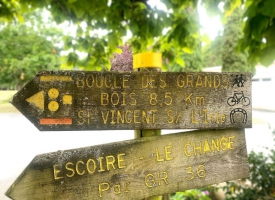 BOUCLE DES GRANDS
BOIS 8.5 Km
ST VINCENT S/ L'ISLE
ESCOIRE - LE CHANGE
Par GR 36